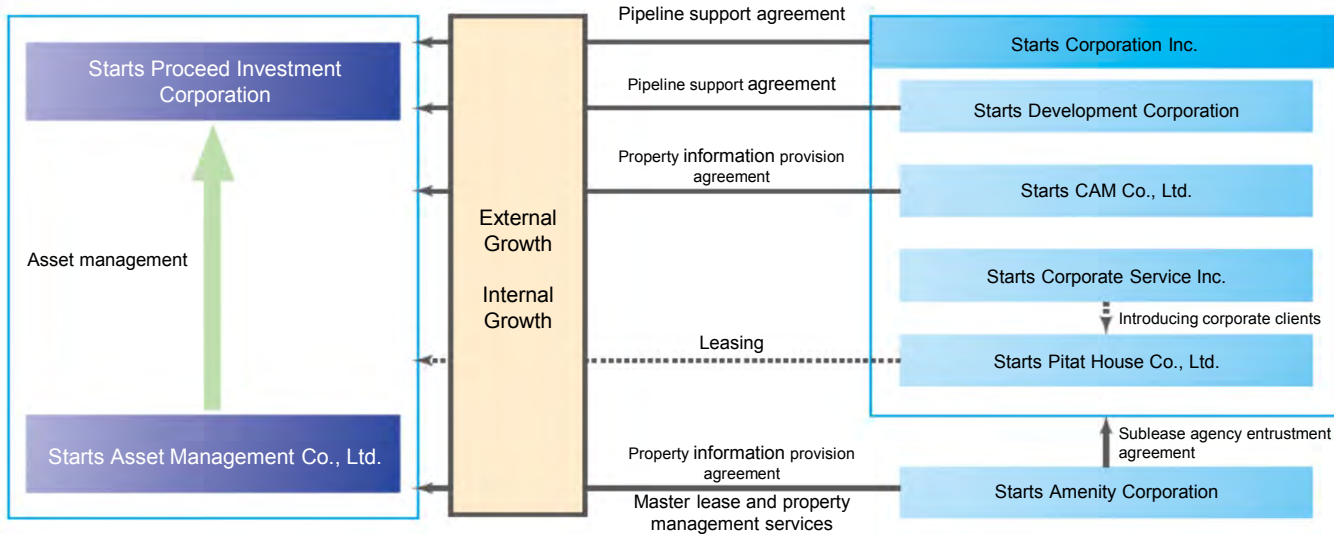 Starts Proceed Investment
Corporation
Asset management
Starts Asset Management Co., Ltd.
External
Growth
Internal
Growth
Pipeline support agreement
Pipeline support agreement
Property information provision
agreement
Leasing
Property information provision
agreement
Master lease and property
management services
Starts Corporation Inc.
Starts Development Corporation
Starts CAM Co., Ltd.
Starts Corporate Service Inc.
Introducing corporate clients
Starts Pitat House Co., Ltd.
Sublease agency entrustment
agreement
Starts Amenity Corporation